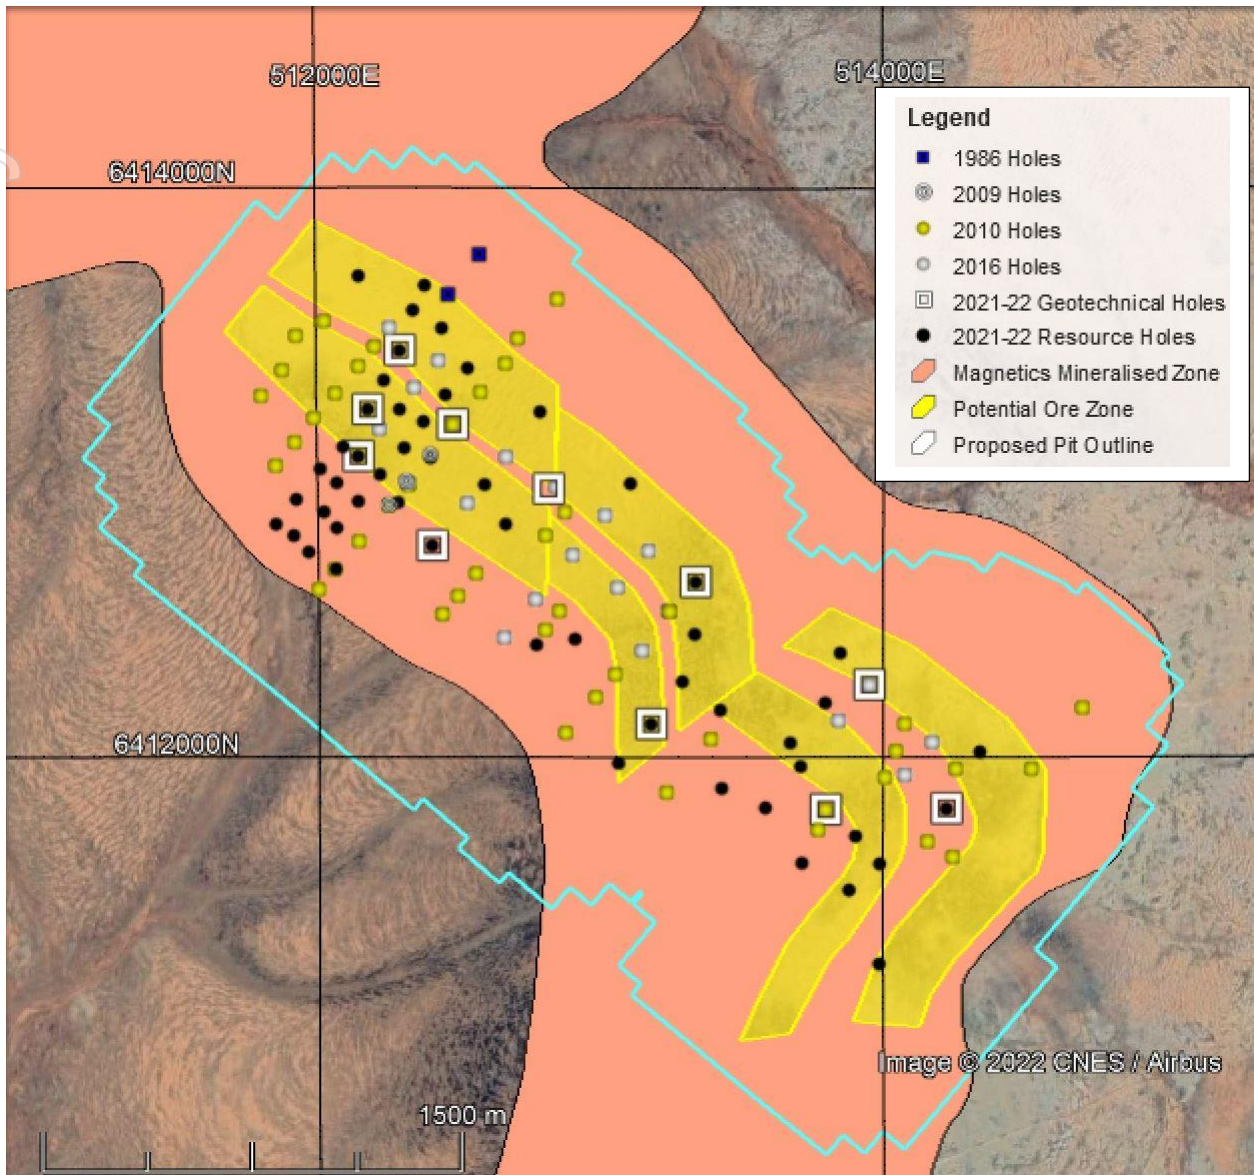 512000E
514000E
6414000N
Legend
1986 Holes
2009 Holes
2010 Holes
2016 Holes
2021-22 Geotechnical Holes
2021-22 Resource Holes
Magnetics Mineralised Zone
Potential Ore Zone
Proposed Pit Outline
6412000N
Image © 2022 CNES / Airbus
1500 m